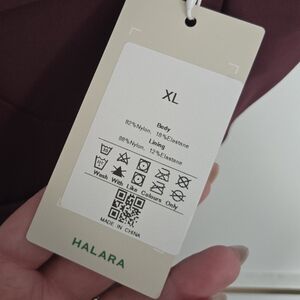 XL
Body
82%Nylon, 18%Elastane
Lining
88%Nylon, 12%Elastane
Wash With Like Colours Only
MADE IN CHINA
HALARA